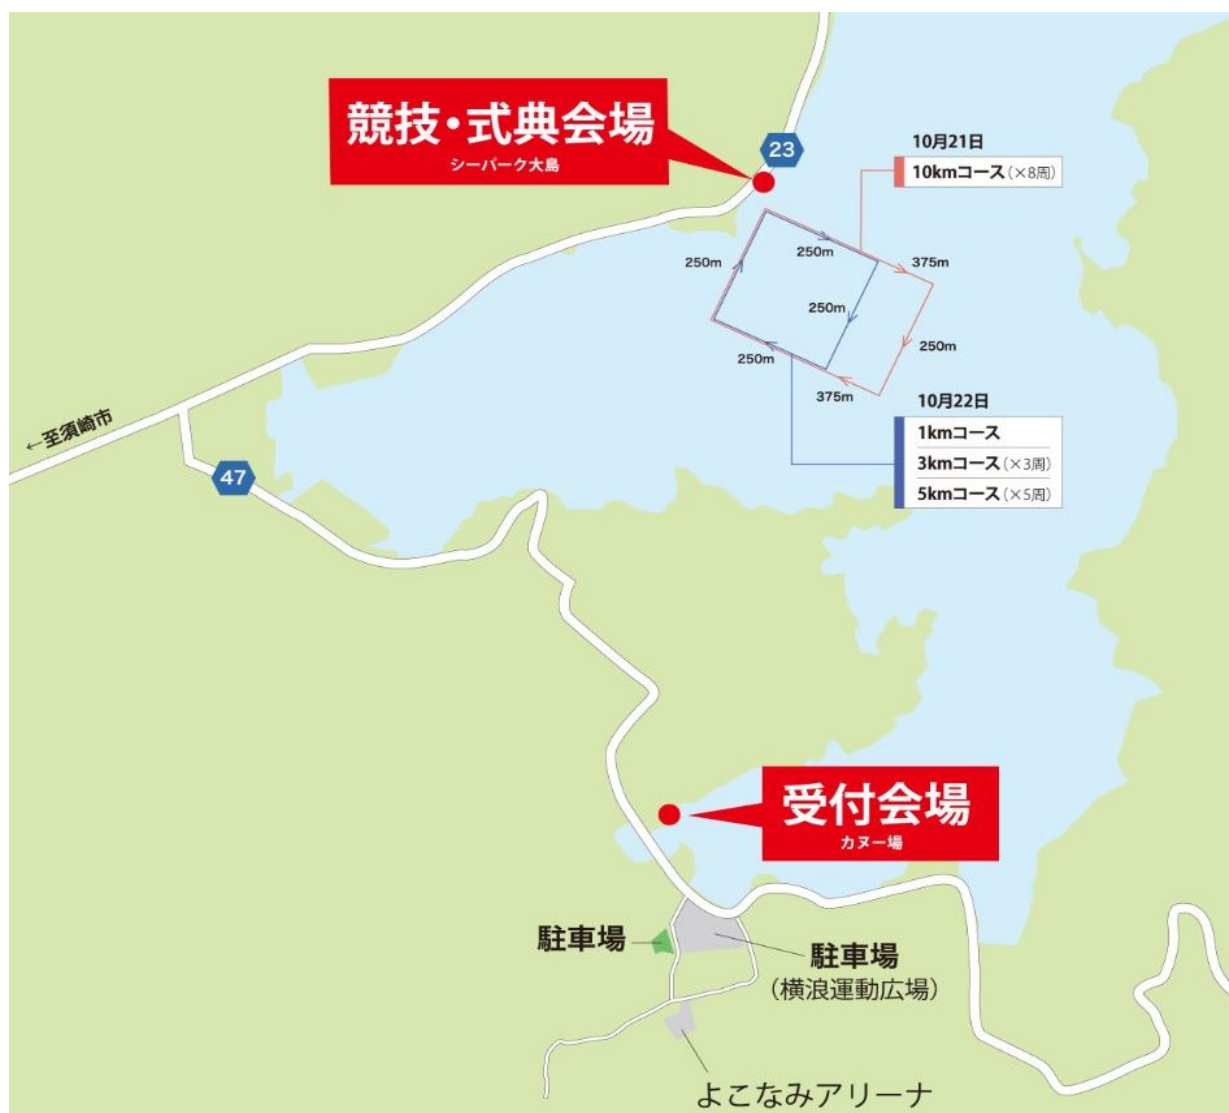 競技・式典会場
シーパーク大島
23
10月21日
10kmコース(×8周)
250m
250m
375m
250m
250m
250m
375m
10月22日
1kmコース
3kmコース(×3周)
5kmコース(×5周)
←至須崎市
47
受付会場
カヌー場
駐車場
駐車場
(横浪運動広場)
よこなみアリーナ